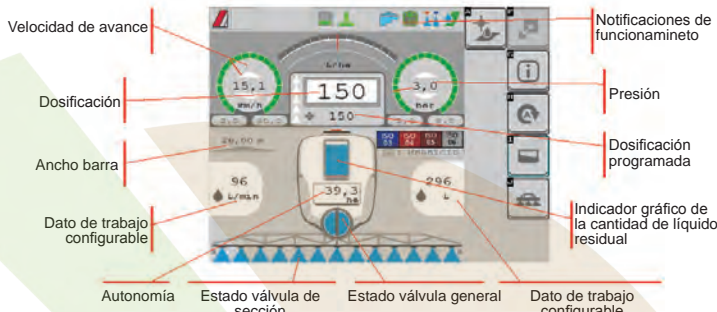 Velocidad de avance
Notificaciones de
funcionamineto
L/ha
15,1
km/h
150
3,0
bar
Dosificación
Presión
150
Dosificación
programada
20,00 m
Ancho barra
96
L/min
39,3
ha
296
L
Dato de trabajo
configurable
Indicador gráfico de
la cantidad de líquido
residual
Autonomía
Estado válvula de
sección
Estado válvula general
Dato de trabajo
configurable